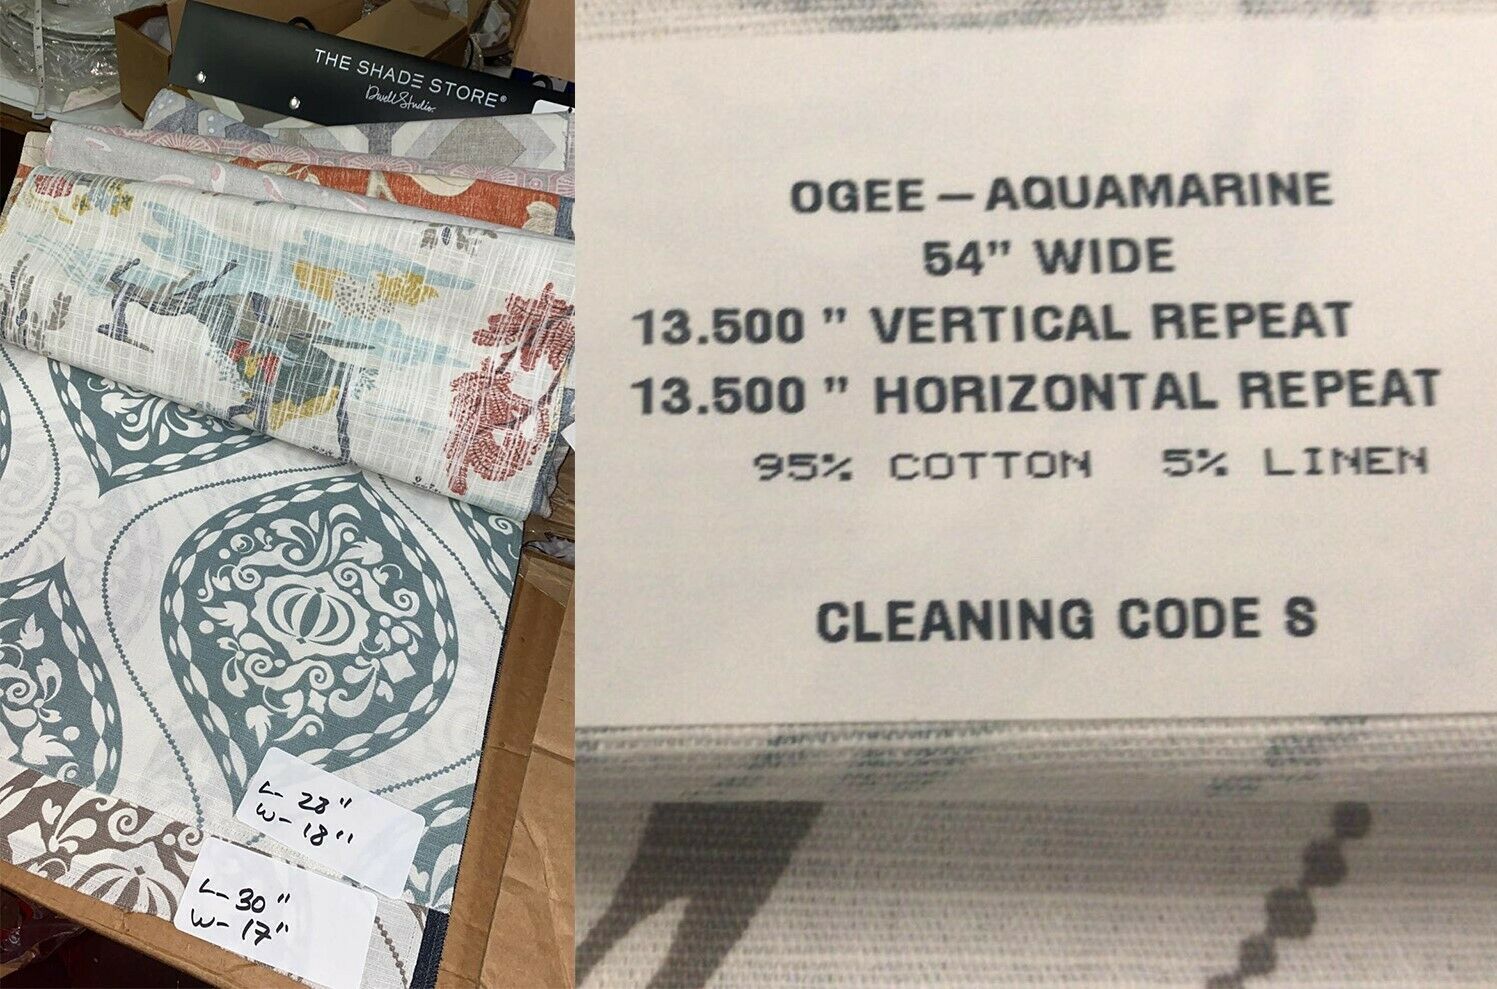 THE SHADE STORE®
DwellStudio
L- 28"
W- 18"
L- 30"
W- 17"
OGEE — AQUAMARINE
54" WIDE
13.500 " VERTICAL REPEAT
13.500 " HORIZONTAL REPEAT
95% COTTON 5% LINEN
CLEANING CODE S